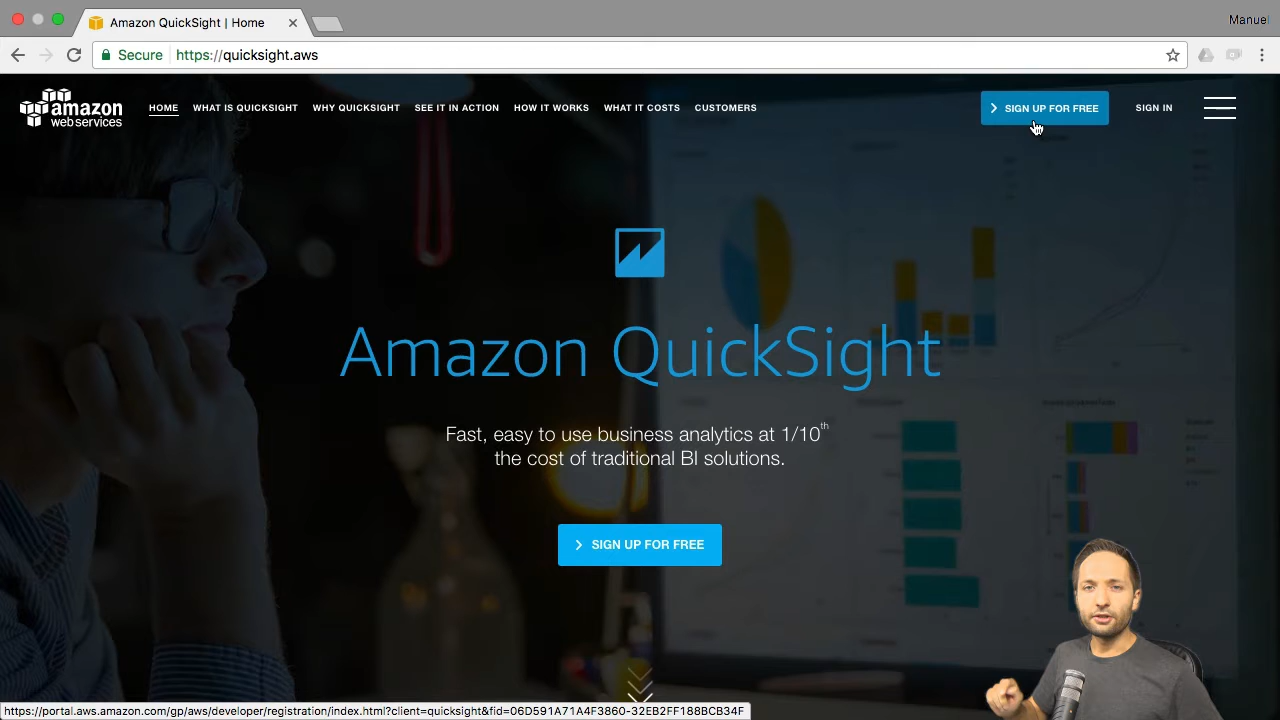 Amazon QuickSight | Home
Manuel
Secure https://quicksight.aws
amazon
webservices
HOME
WHAT IS QUICKSIGHT
WHY QUICKSIGHT
SEE IT IN ACTION
HOW IT WORKS
WHAT IT COSTS
CUSTOMERS
SIGN UP FOR FREE
SIGN IN
Amazon QuickSight
Fast, easy to use business analytics at 1/10th
the cost of traditional BI solutions.
SIGN UP FOR FREE
https://portal.aws.amazon.com/gp/aws/developer/registration/index.html?client=quicksight&fid=06D591A71A4F3860-32EB2FF188BCB34F